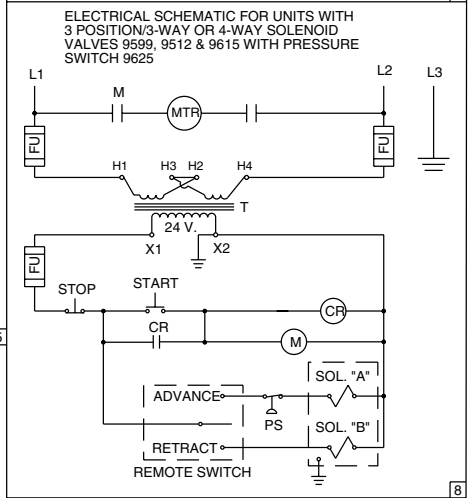 ELECTRICAL SCHEMATIC FOR UNITS WITH
3 POSITION/3-WAY OR 4-WAY SOLENOID
VALVES 9599, 9512 & 9615 WITH PRESSURE
SWITCH 9625
L1
L2
L3
M
MTR
FU
FU
H1
H3
H2
H4
T
24 V.
X1
X2
FU
STOP
START
CR
CR
M
ADVANCE
PS
SOL. "A"
SOL. "B"
RETRACT
REMOTE SWITCH
8